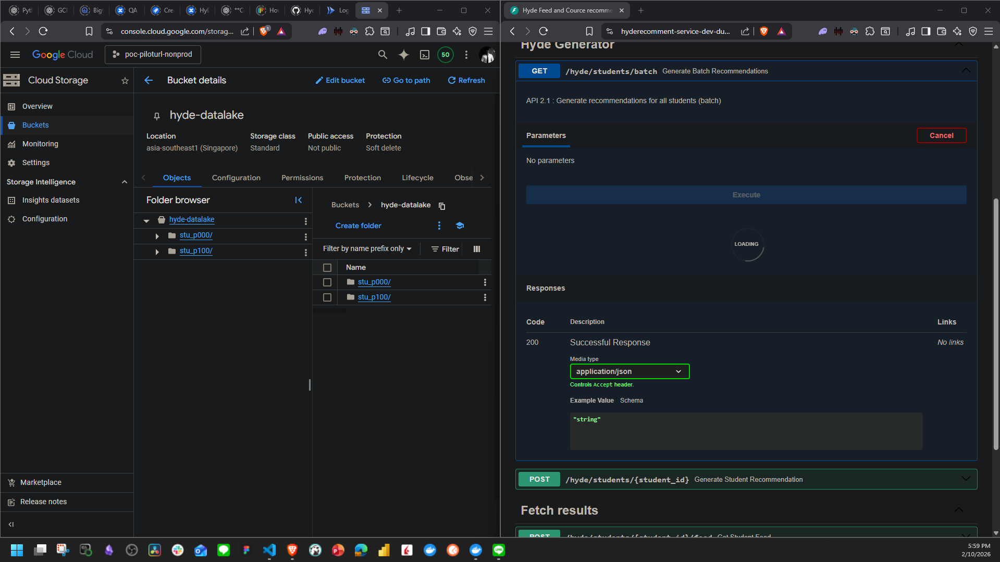 Pytl
GCI
Big
QA
Cre
HyD
**C
Hov
Hyc
Log
console.cloud.google.com/storag...
1
Google Cloud
poc-piloturl-nonprod
50
Cloud Storage
Overview
Buckets
Monitoring
Settings
Storage Intelligence
Insights datasets
Configuration
Marketplace
Release notes
Bucket details
Edit bucket
Go to path
Refresh
hyde-datalake
Location
Storage class
Public access
Protection
asia-southeast1 (Singapore)
Standard
Not public
Soft delete
Objects
Configuration
Permissions
Protection
Lifecycle
Obse
Folder browser
hyde-datalake
stu_p000/
stu_p100/
Buckets
hyde-datalake
Create folder
Filter by name prefix only
Filter
Name
stu_p000/
stu_p100/
Hyde Feed and Cource recomme
hyderecomment-service-dev-du...
Hyde Generator
GET /hyde/students/batch Generate Batch Recommendations
API 2.1 : Generate recommendations for all students (batch)
Parameters
Cancel
No parameters
Execute
LOADING
Responses
Code Description Links
200 Successful Response No links
Media type
application/json
Controls Accept header.
Example Value Schema
"string"
POST /hyde/students/{student_id} Generate Student Recommendation
Fetch results
POST /hyde/students/{student_id}/feed Get Student Feed
5:59 PM
2/10/2026